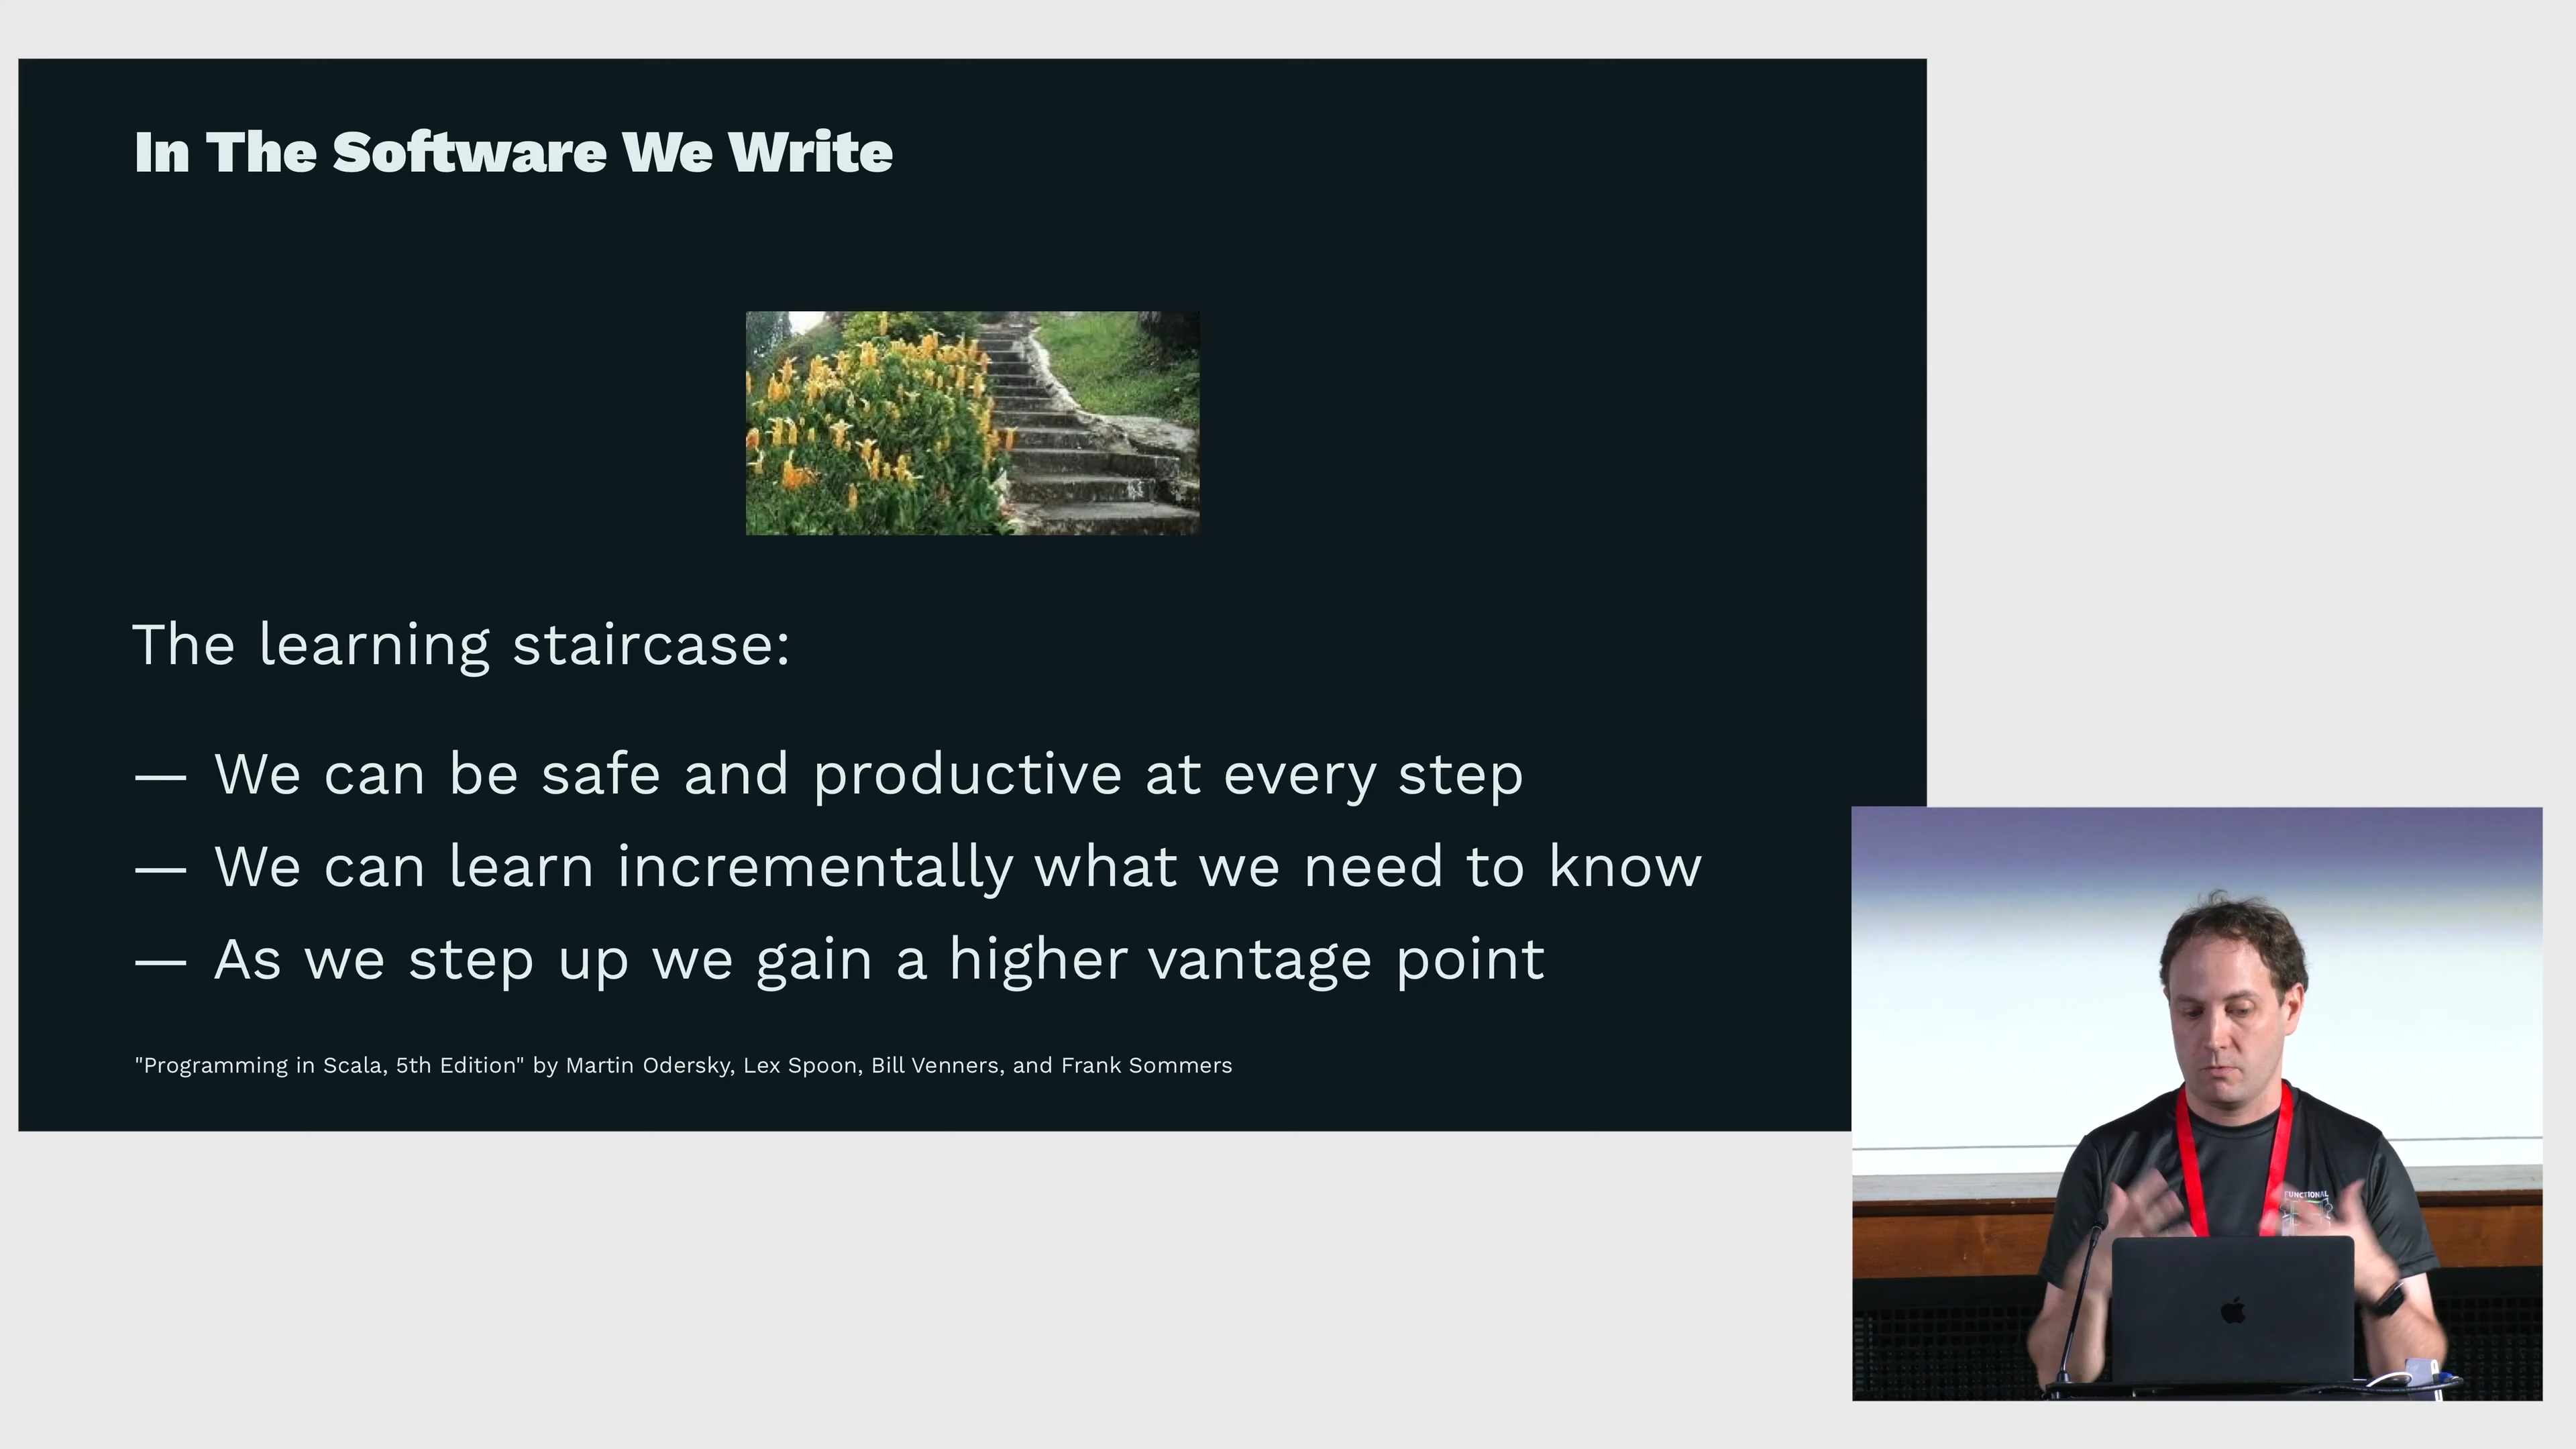 In The Software We Write
The learning staircase:
— We can be safe and productive at every step
— We can learn incrementally what we need to know
— As we step up we gain a higher vantage point
"Programming in Scala, 5th Edition" by Martin Odersky, Lex Spoon, Bill Venners, and Frank Sommers
FUNCTIONAL